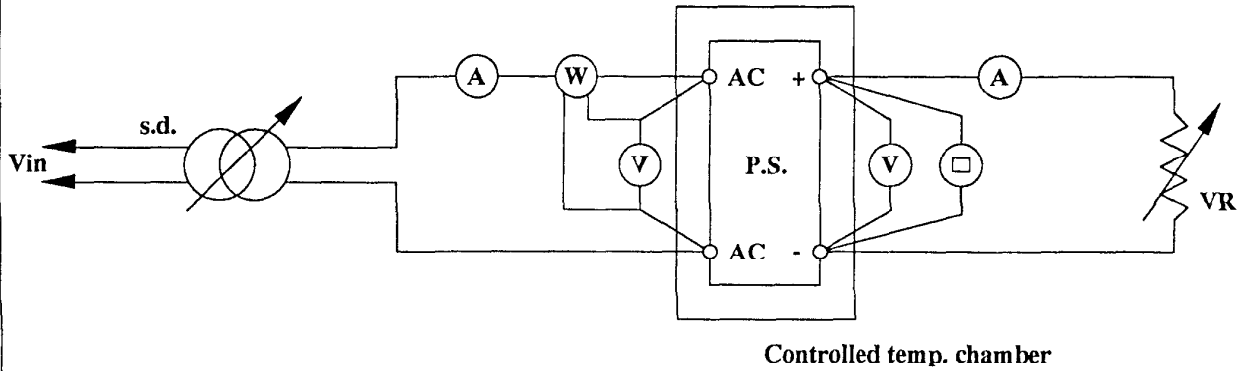 s.d.
Vin
A
W
V
AC +
P.S.
AC -
V
A
VR
Controlled temp. chamber